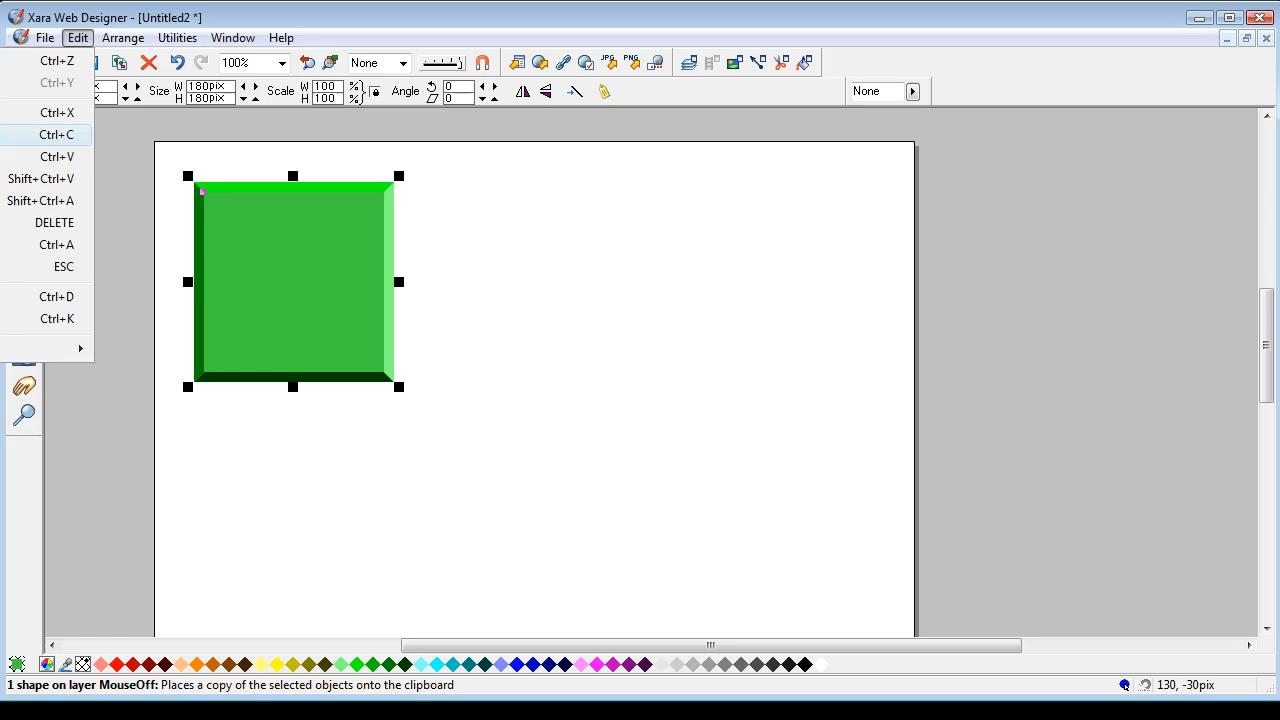 Xara Web Designer - [Untitled2 *]
File Edit Arrange Utilities Window Help
100% None JPG PNG
Size W 180pix Scale 100 % Angle 0 None
H 180pix 100 % 0
Ctrl+Z
Ctrl+Y
Ctrl+X
Ctrl+C
Ctrl+V
Shift+Ctrl+V
Shift+Ctrl+A
DELETE
Ctrl+A
ESC
Ctrl+D
Ctrl+K
1 shape on layer MouseOff: Places a copy of the selected objects onto the clipboard 130, -30pix